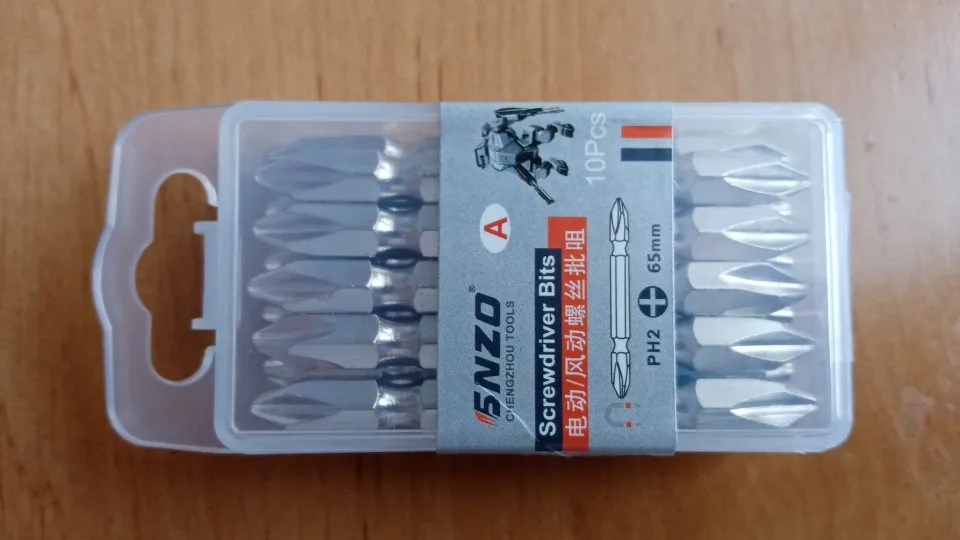 10Pcs
A
SNZO®
CHENGZHOU TOOLS
Screwdriver Bits
电动/风动螺丝批咀
PH2 65mm